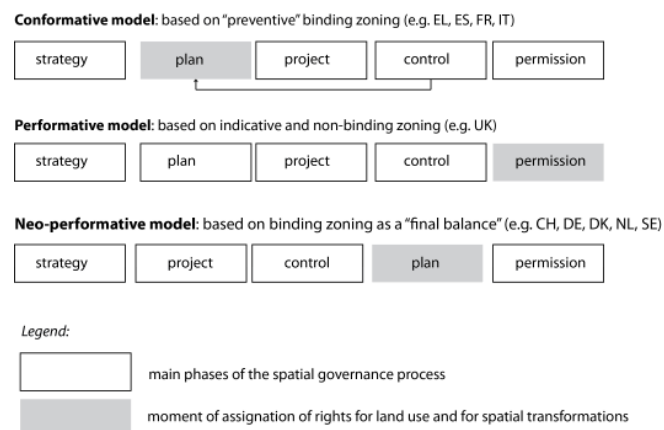 Conformative model: based on “preventive” binding zoning (e.g. EL, ES, FR, IT)
strategy plan project control permission
Performative model: based on indicative and non-binding zoning (e.g. UK)
strategy plan project control permission
Neo-performative model: based on binding zoning as a “final balance” (e.g. CH, DE, DK, NL, SE)
strategy project control plan permission
Legend:
main phases of the spatial governance process
moment of assignation of rights for land use and for spatial transformations